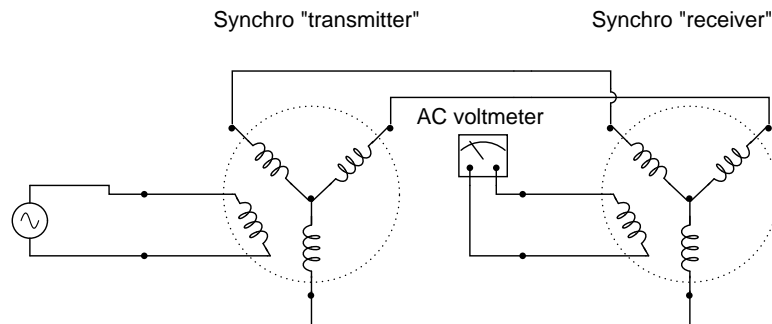 Synchro "transmitter"
Synchro "receiver"
AC voltmeter